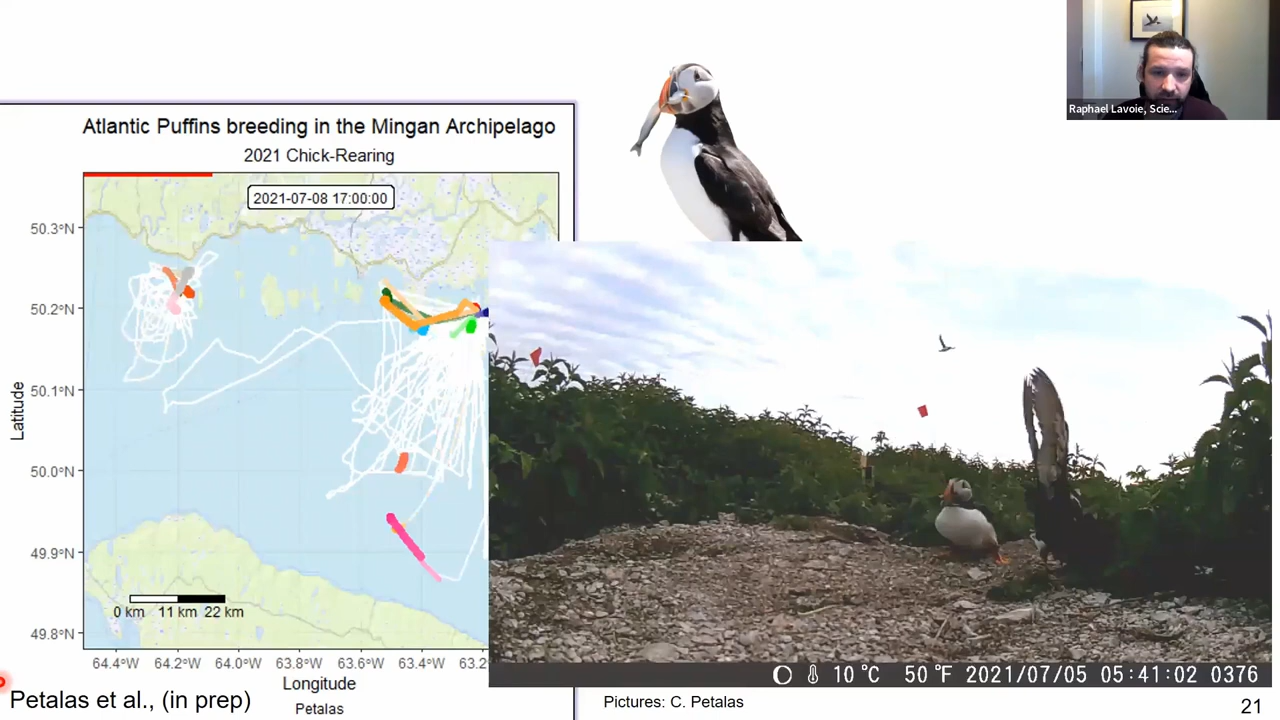 Raphael Lavoie, Scie...
Atlantic Puffins breeding in the Mingan Archipelago
2021 Chick-Rearing
2021-07-08 17:00:00
50.3°N
50.2°N
50.1°N
50.0°N
49.9°N
49.8°N
Latitude
0 km 11 km 22 km
64.4°W 64.2°W 64.0°W 63.8°W 63.6°W 63.4°W 63.2
Longitude
Petalas
10°C 50°F 2021/07/05 05:41:02 0376
Petalas et al., (in prep)
Pictures: C. Petalas
21